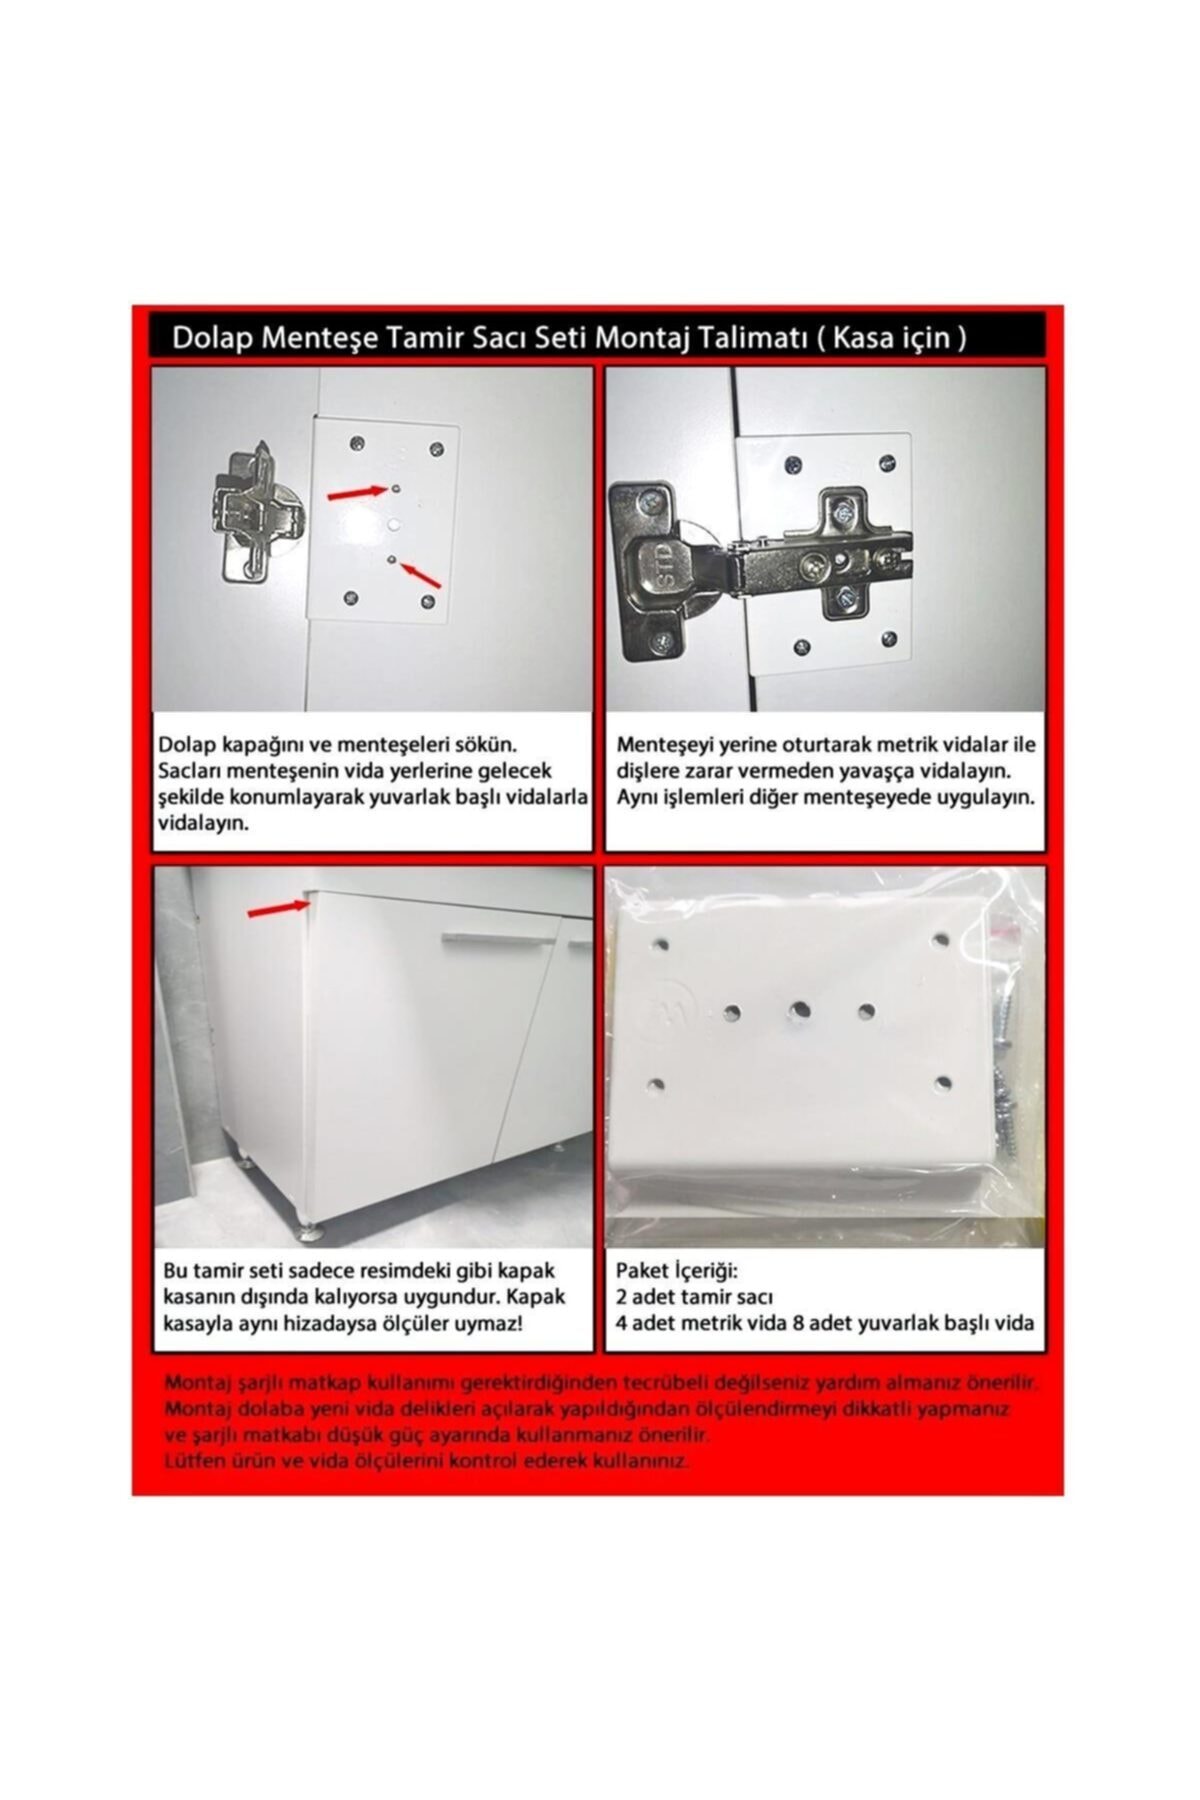 Dolap Menteşe Tamir Sacı Seti Montaj Talimatı ( Kasa için )
STD
Dolap kapağını ve menteşeleri sökün.
Sacları menteşenin vida yerlerine gelecek
şekilde konumlayarak yuvarlak başlı vidalarla
vidalayın.
Menteşeyi yerine oturtarak metrik vidalar ile
dişlere zarar vermeden yavaşça vidalayın.
Aynı işlemleri diğer menteşeyede uygulayın.
Bu tamir seti sadece resimdeki gibi kapak
kasanın dışında kalıyorsa uygundur. Kapak
kasayla aynı hizadaysa ölçüler uymaz!
Paket İçeriği:
2 adet tamir sacı
4 adet metrik vida 8 adet yuvarlak başlı vida
Montaj şarjlı matkap kullanımı gerektirdiğinden tecrübeli değilseniz yardım almanız önerilir.
Montaj dolaba yeni vida delikleri açılarak yapıldığından ölçülendirmeyi dikkatli yapmanız
ve şarjlı matkabı düşük güç ayarında kullanmanız önerilir.
Lütfen ürün ve vida ölçülerini kontrol ederek kullanınız.